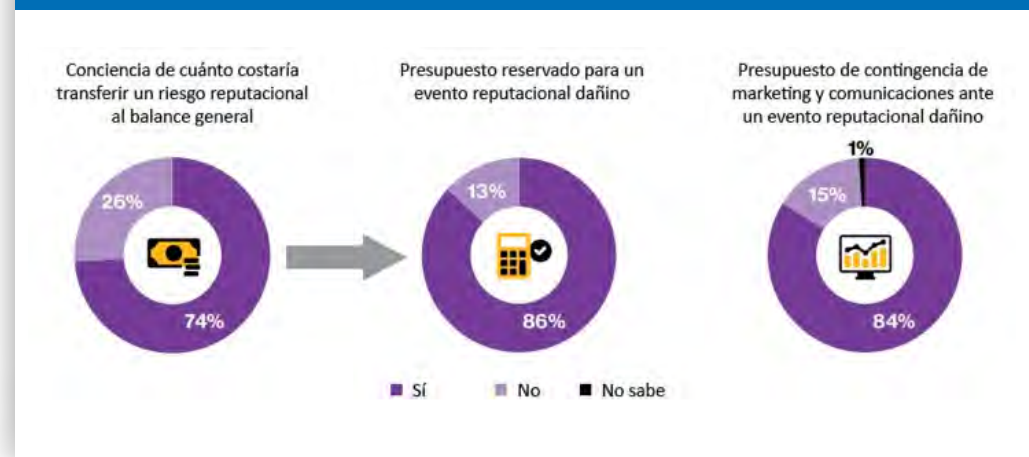 Conciencia de cuánto costaría
transferir un riesgo reputacional
al balance general
26%
74%
Presupuesto reservado para un
evento reputacional dañino
13%
86%
Presupuesto de contingencia de
marketing y comunicaciones ante
un evento reputacional dañino
1%
15%
84%
Sí
No
No sabe